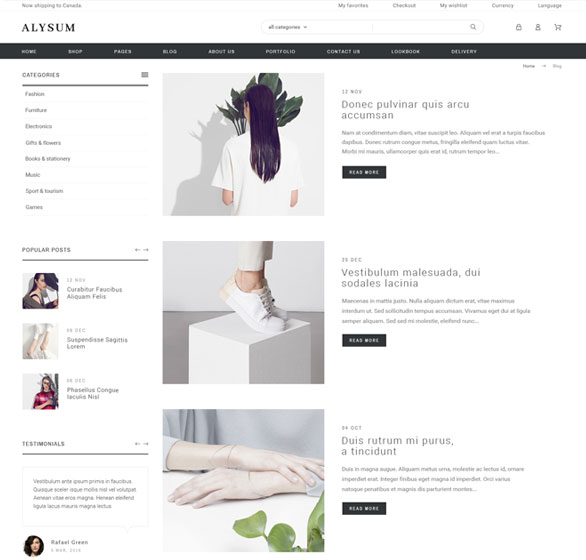 Now shipping to Canada.
My favorites
Checkout
My wishlist
Currency
Language
ALYSUM
all categories
HOME
SHOP
PAGES
BLOG
ABOUT US
PORTFOLIO
CONTACT US
LOOKBOOK
DELIVERY
Home → Blog
CATEGORIES
Fashion
Furniture
Electronics
Gifts & flowers
Books & stationery
Music
Sport & tourism
Games
POPULAR POSTS
12 NOV
Curabitur Faucibus
Aliquam Felis
Suspendisse Sagittis
Lorem
Phasellus Congue
Iaculis Nisl
TESTIMONIALS
Vestibulum ante ipsum primis in faucibus.
Quisque sceler isque mollis nisl vel volutpat.
Aenean vitae eros magna. Henean eleifend
ligula lacus mauris magna lectus
Rafael Green
12 NOV
Donec pulvinar quis arcu
accumsan
Nam at condimentum diam, vitae suscipit leo. Aliquam vel erat a turpis faucibus
dapibus. Donec rutrum congue metus, fringilla eleifend quam luctus vitae.
Morbi mi mauris, ullamcorper quis erat id, rutrum tempor leo...
READ MORE
25 DEC
Vestibulum malesuada, dui
sodales lacinia
Maecenas in mattis justo. Nulla aliquam dictum erat, vitae maximus
interdum ut. Sed sollicitudin tempus accumsan. Vivamus eget dui at ligula
semper aliquam. Sed sed mi molestie, eleifend nunc...
READ MORE
04 OCT
Duis rutrum mi purus,
a tincidunt
Duis in magna augue. Aliquam metus urna, molestie ac lectus id, ornare
imperdiet erat. Integer finibus eget magna id imperdiet. Orci varius
natoque penatibus et magnis dis parturient montes...
READ MORE